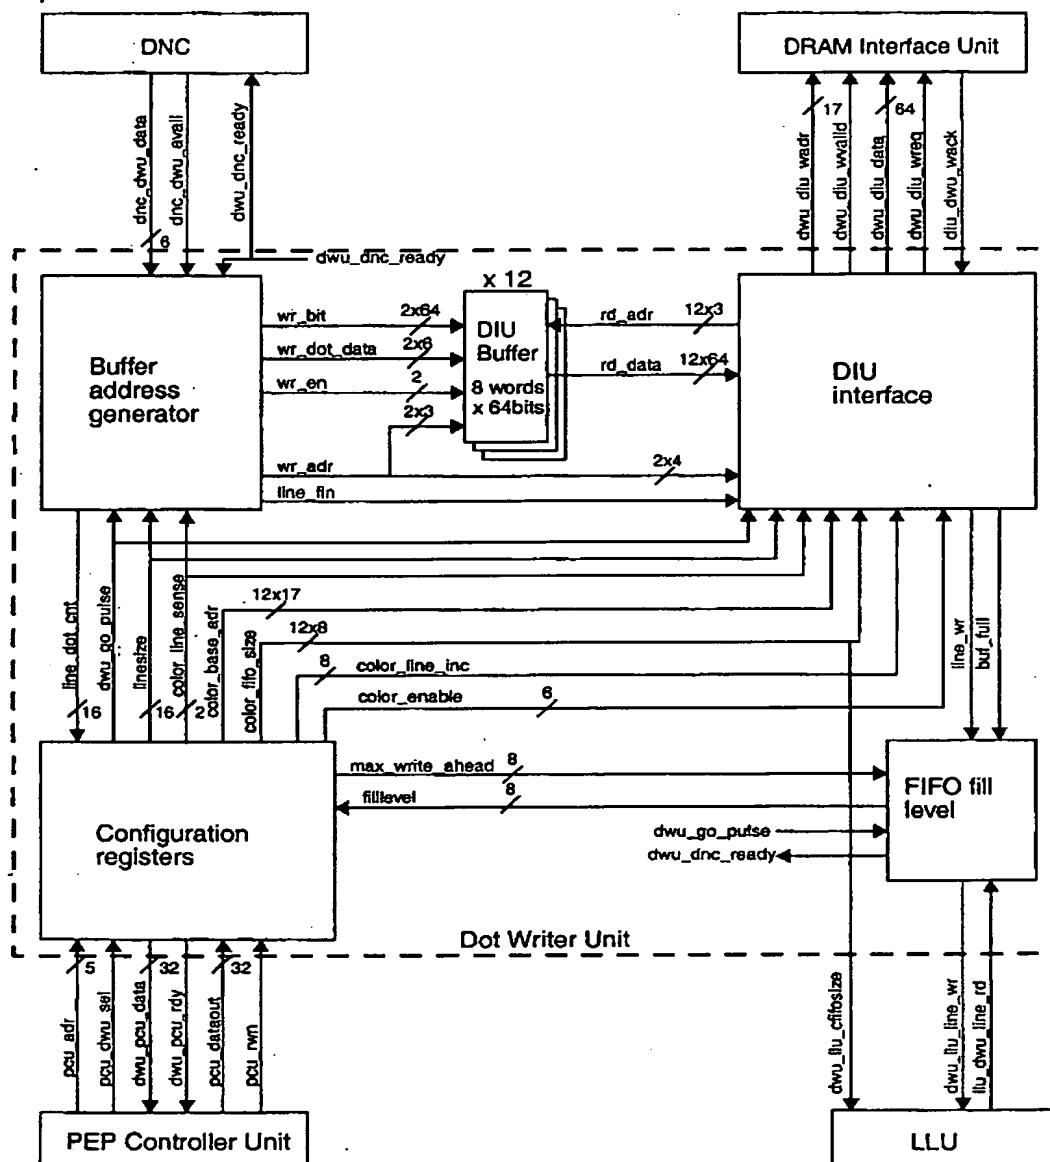 DNC
DRAM Interface Unit
dnc_dwu_data
dnc_dwu_avail
dwu_dnc_ready
6
dwu_diu_wadr
17
dwu_diu_wvalid
dwu_diu_data
64
dwu_diu_wreq
diu_dwu_wack
dwu_dnc_ready
x 12
Buffer
address
generator
wr_bit
2x64
wr_dot_data
2x6
wr_en
2
2x3
wr_adr
2x4
line_fin
DIU
Buffer
8 words
x 64bits
rd_adr
12x3
rd_data
12x64
DIU
interface
line_dot_cnt
16
dwu_go_pulse
linesize
16
color_line_sense
2
color_base_adr
12x17
color_fifo_size
12x8
8
color_line_inc
color_enable
6
line_wr
buf_full
Configuration
registers
max_write_ahead
8
filllevel
8
dwu_go_pulse
dwu_dnc_ready
FIFO fill
level
Dot Writer Unit
pcu_adr
5
pcu_dwu_sel
dwu_pcu_data
32
dwu_pcu_rdy
pcu_dataout
32
pcu_rwn
dwu_llu_cfifosize
dwu_llu_line_wr
llu_dwu_line_rd
PEP Controller Unit
LLU